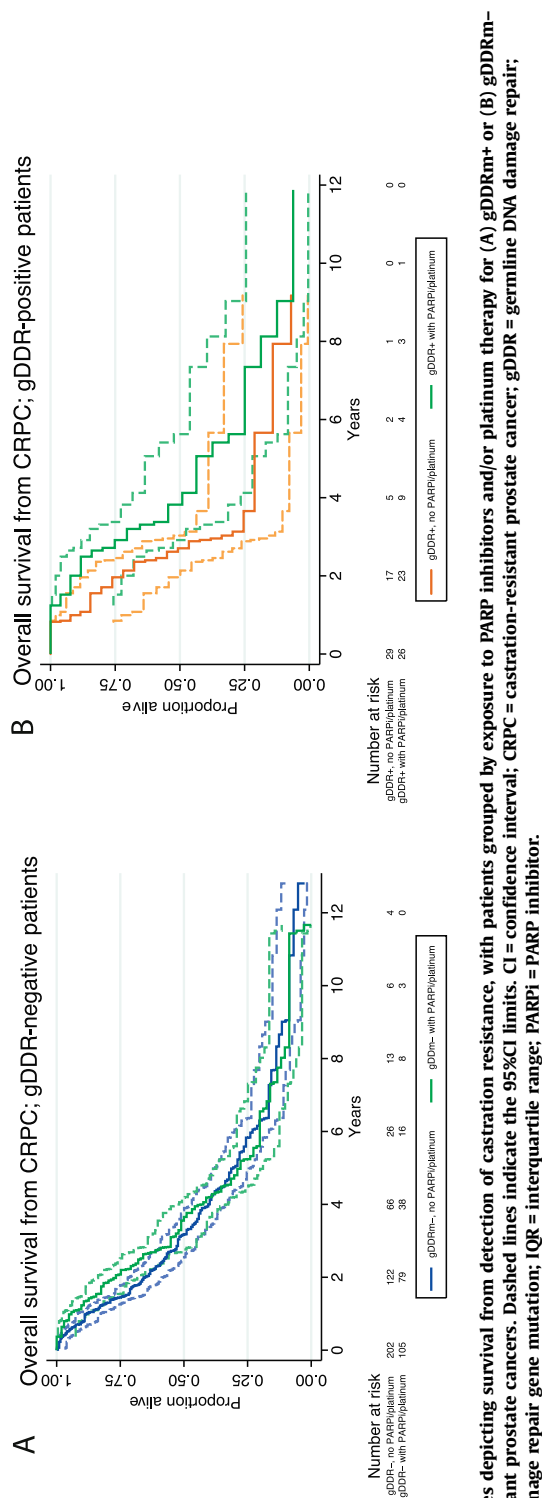 A
Overall survival from CRPC; gDDR-negative patients
Proportion alive
1.00
0.75
0.50
0.25
0.00
0 2 4 6 8 10 12
Years
Number at risk
gDDR−, no PARPi/platinum 202 122 66 26 13 6 4
gDDR− with PARPi/platinum 105 79 38 16 8 3 0
gDDRm−, no PARPi/platinum gDDm− with PARPi/platinum
B
Overall survival from CRPC; gDDR-positive patients
Proportion alive
1.00
0.75
0.50
0.25
0.00
0 2 4 6 8 10 12
Years
Number at risk
gDDR+, no PARPi/platinum 29 17 5 2 1 0 0
gDDR+ with PARPi/platinum 26 23 9 4 3 1 0
gDDR+, no PARPi/platinum gDDR+ with PARPi/platinum
es depicting survival from detection of castration resistance, with patients grouped by exposure to PARP inhibitors and/or platinum therapy for (A) gDDRm+ or (B) gDDRm−
ant prostate cancers. Dashed lines indicate the 95%CI limits. CI = confidence interval; CRPC = castration-resistant prostate cancer; gDDR = germline DNA damage repair;
nage repair gene mutation; IQR = interquartile range; PARPi = PARP inhibitor.